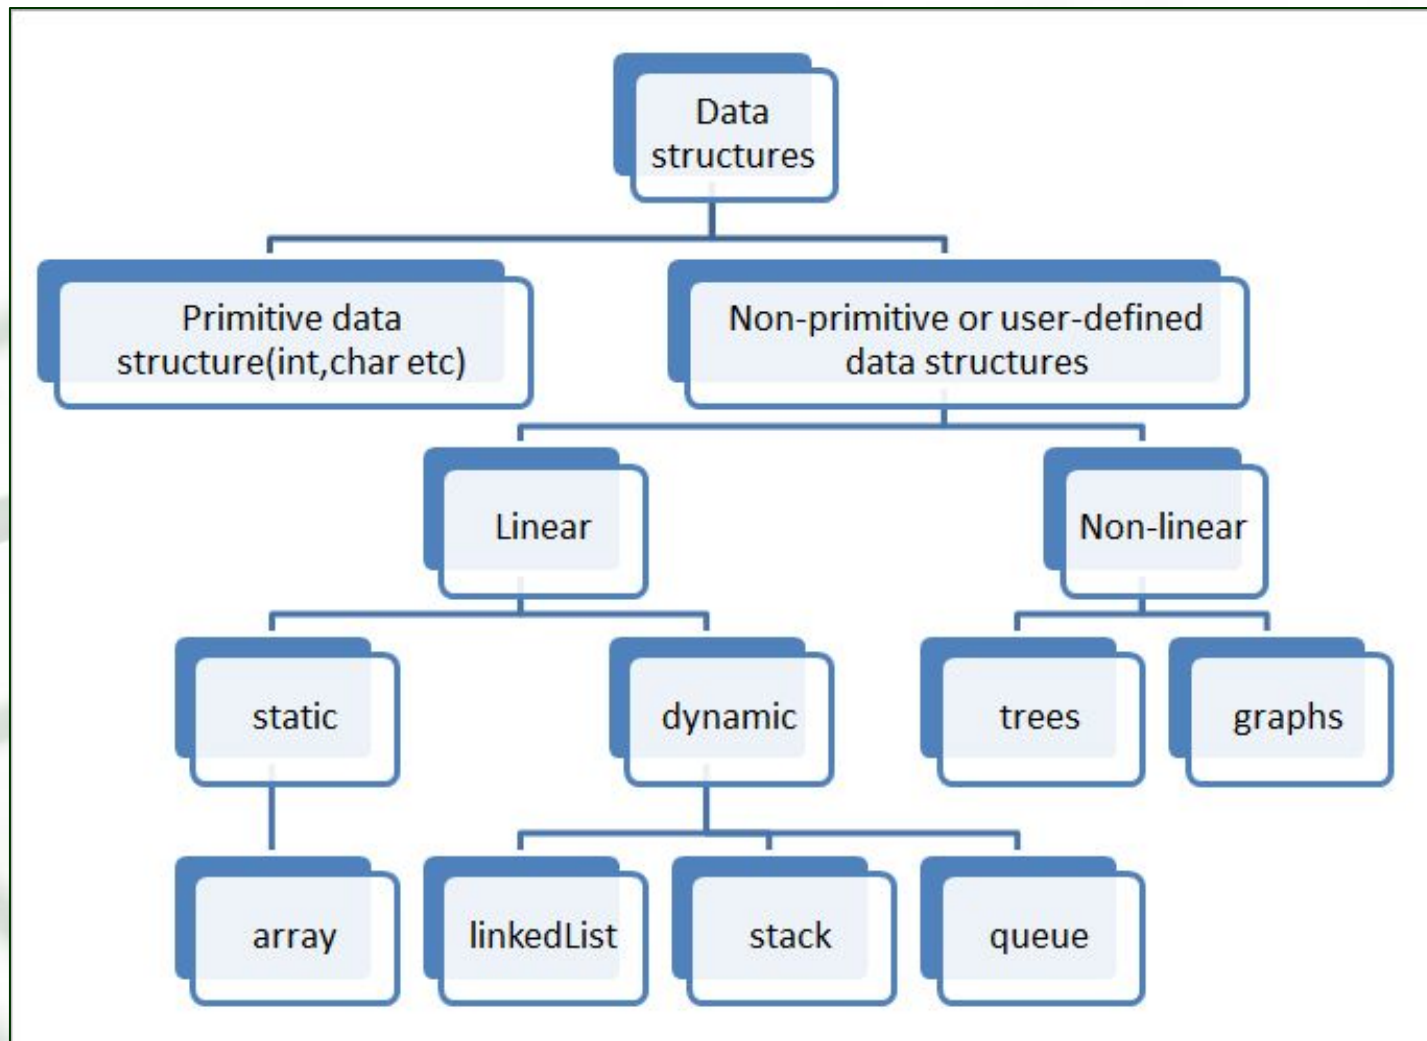 Data
structures
Primitive data
structure(int,char etc)
Non-primitive or user-defined
data structures
Linear
Non-linear
static
dynamic
trees
graphs
array
linkedList
stack
queue